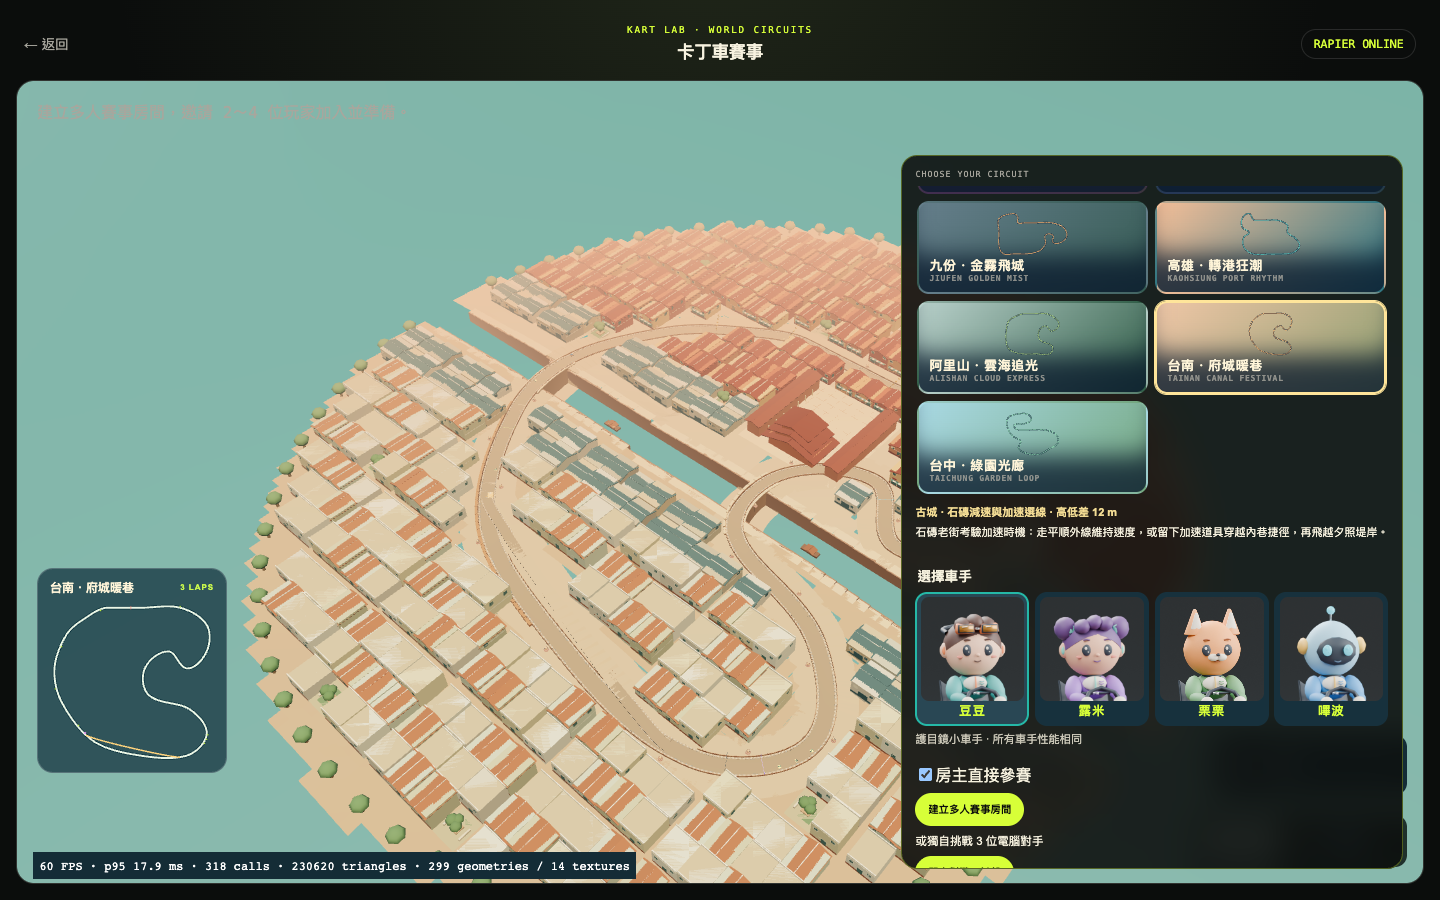 ← 返回
KART LAB · WORLD CIRCUITS
卡丁車賽事
RAPIER ONLINE
CHOOSE YOUR CIRCUIT
九份 · 金霧飛城
JIUFEN GOLDEN MIST
高雄 · 轉港狂潮
KAOHSIUNG PORT RHYTHM
阿里山 · 雲海追光
ALISHAN CLOUD EXPRESS
台南 · 府城暖巷
TAINAN CANAL FESTIVAL
台中 · 綠園光廊
TAICHUNG GARDEN LOOP
古城 · 石磚減速與加速選線 · 高低差 12 m
石磚老街考驗加速時機：走平順外線維持速度，或留下加速道具穿越內巷捷徑，再飛越夕照堤岸。
選擇車手
豆豆
露米
栗栗
嗶波
護目鏡小車手 · 所有車手性能相同
房主直接參賽
建立多人賽事房間
或獨自挑戰 3 位電腦對手
台南 · 府城暖巷
3 LAPS
60 FPS · p95 17.9 ms · 318 calls · 230620 triangles · 299 geometries / 14 textures